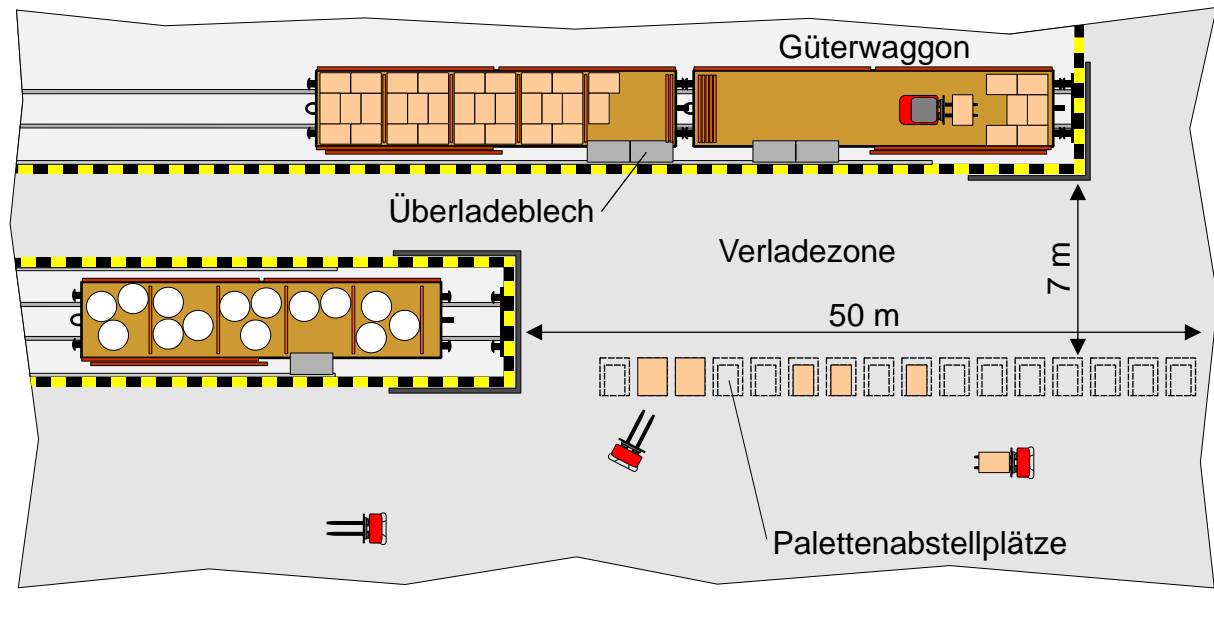 Güterwaggon
Überladeblech
Verladezone
7 m
50 m
Palettenabstellplätze